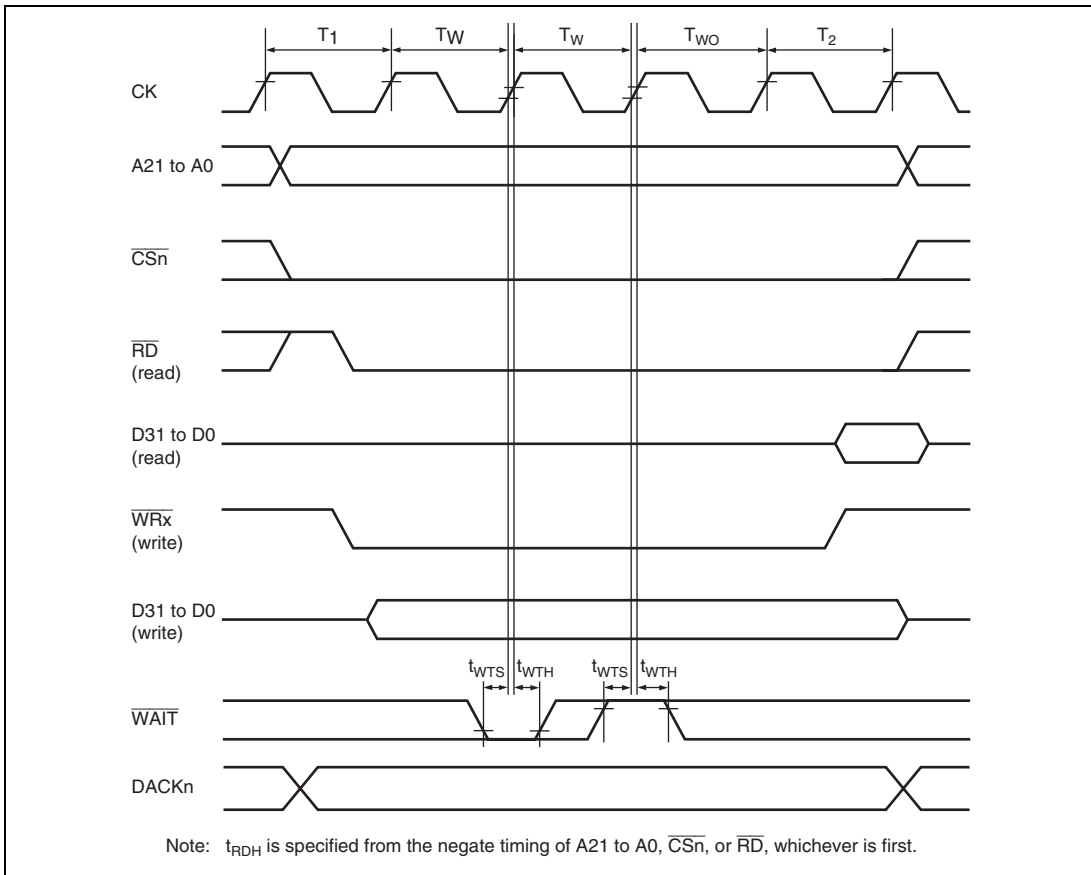 T1 TW TW TWO T2
CK
A21 to A0
CSn
RD
(read)
D31 to D0
(read)
WRx
(write)
D31 to D0
(write)
tWTS tWTH tWTS tWTH
WAIT
DACKn
Note: tRDH is specified from the negate timing of A21 to A0, CSn, or RD, whichever is first.